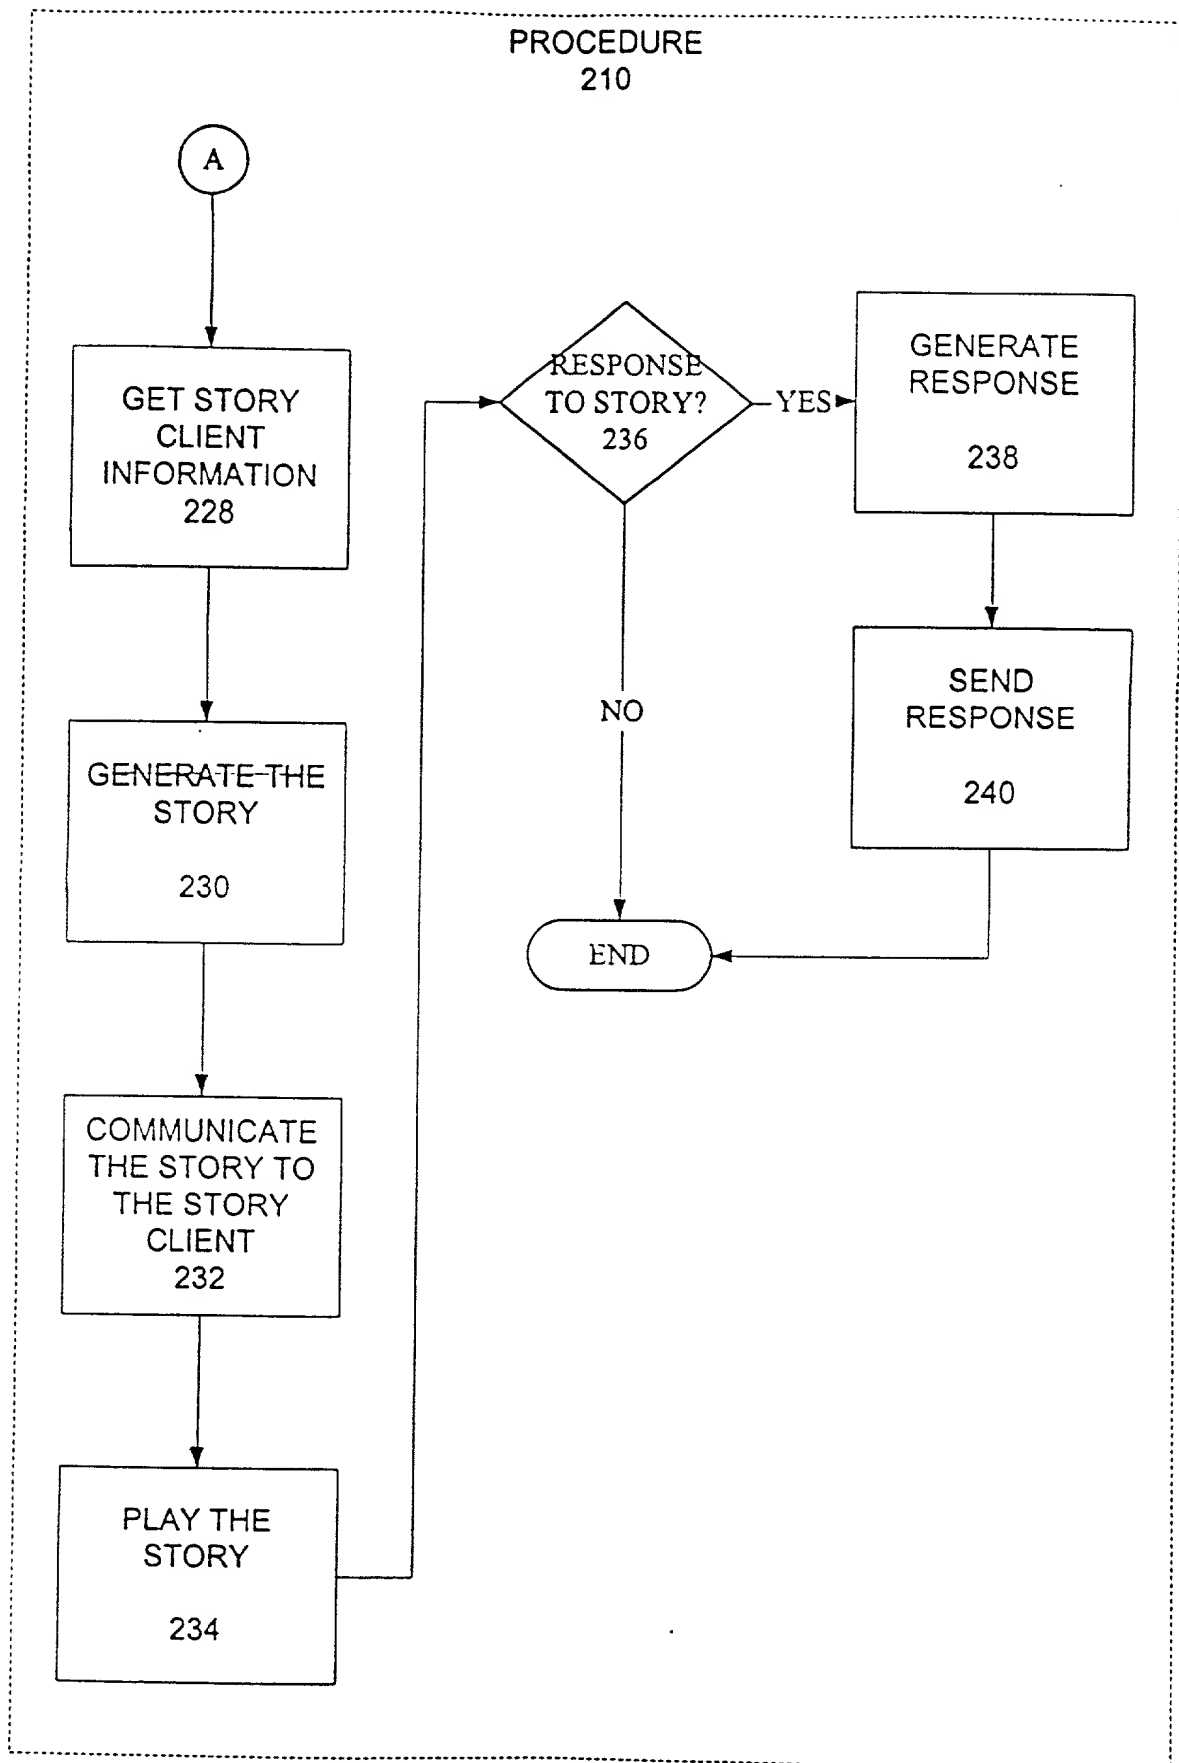 PROCEDURE
210
A
GET STORY
CLIENT
INFORMATION
228
GENERATE THE
STORY
230
COMMUNICATE
THE STORY TO
THE STORY
CLIENT
232
PLAY THE
STORY
234
RESPONSE
TO STORY?
236
YES
NO
GENERATE
RESPONSE
238
SEND
RESPONSE
240
END